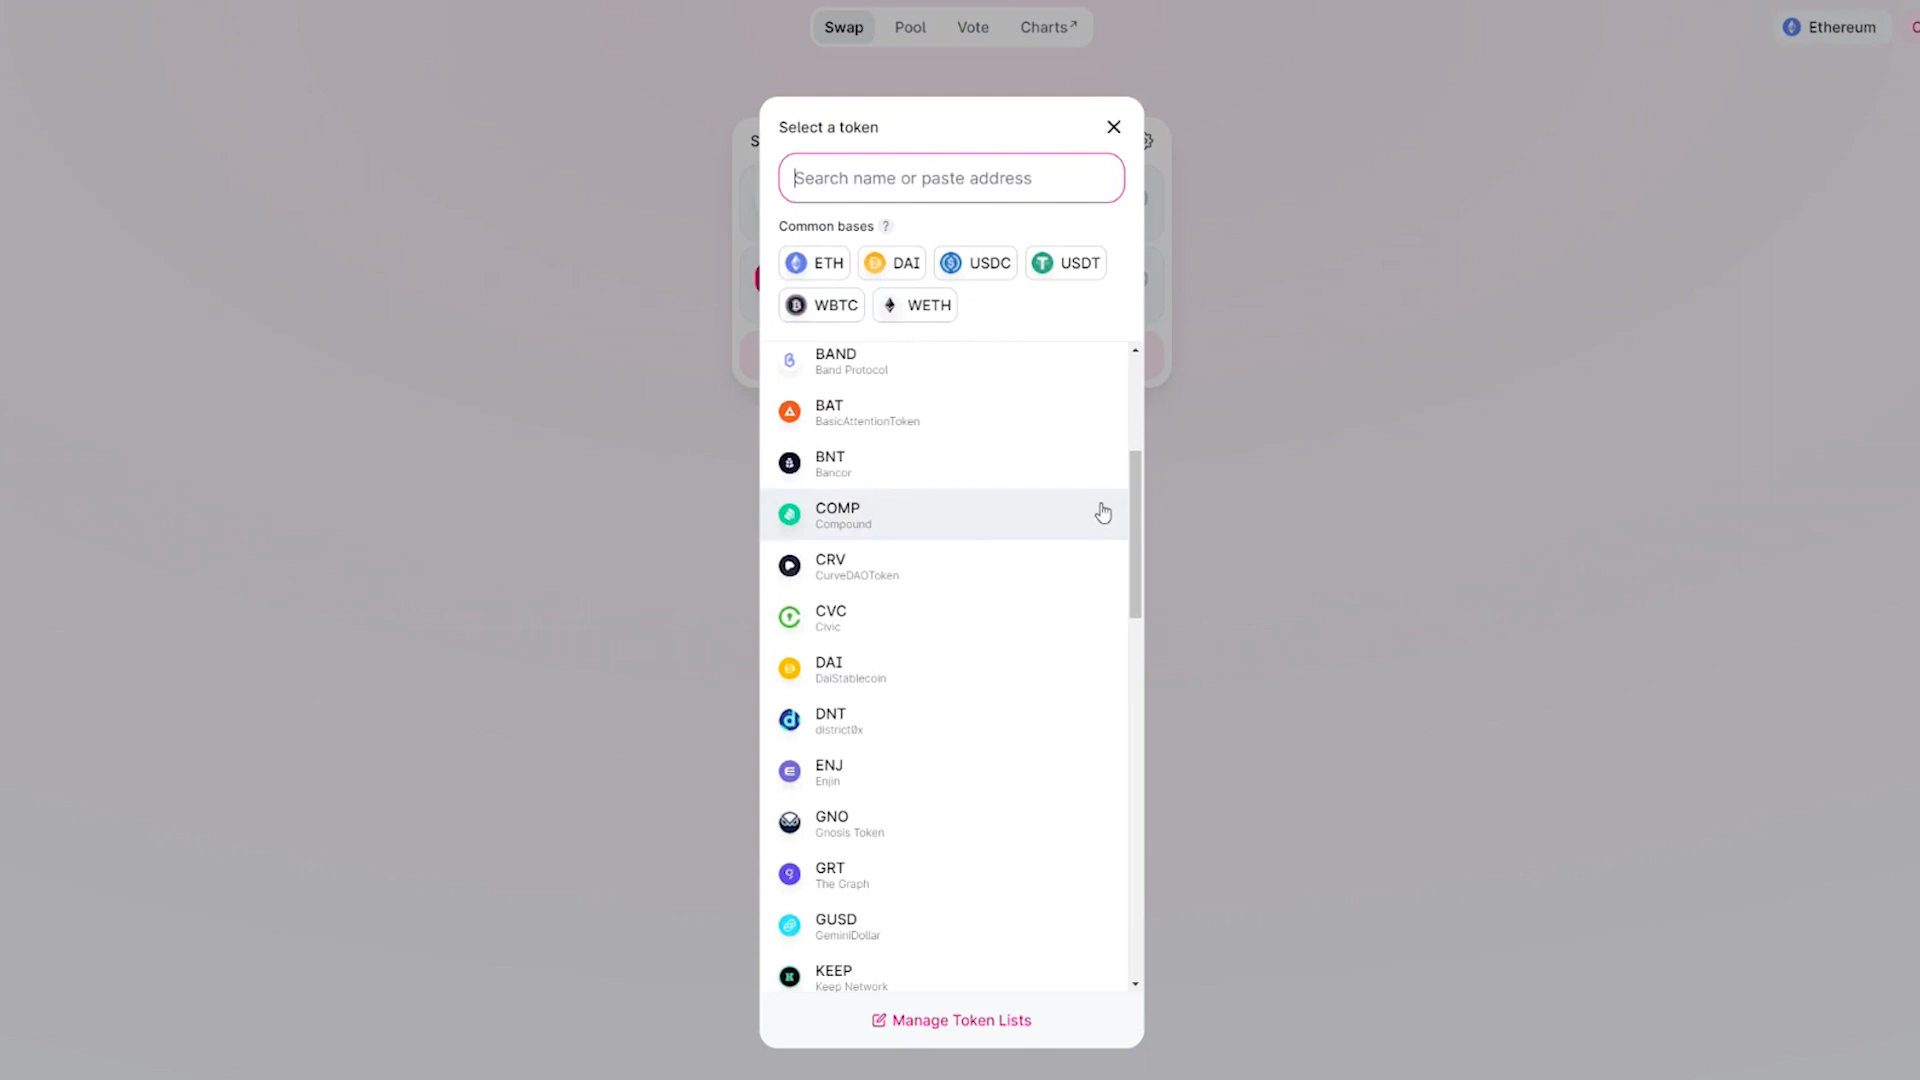 Swap Pool Vote Charts↗
Ethereum
Select a token
Search name or paste address
Common bases ?
ETH DAI USDC USDT
WBTC WETH
BAND
Band Protocol
BAT
BasicAttentionToken
BNT
Bancor
COMP
Compound
CRV
CurveDAOToken
CVC
Civic
DAI
DaiStablecoin
DNT
district0x
ENJ
Enjin
GNO
Gnosis Token
GRT
The Graph
GUSD
GeminiDollar
KEEP
Keep Network
Manage Token Lists